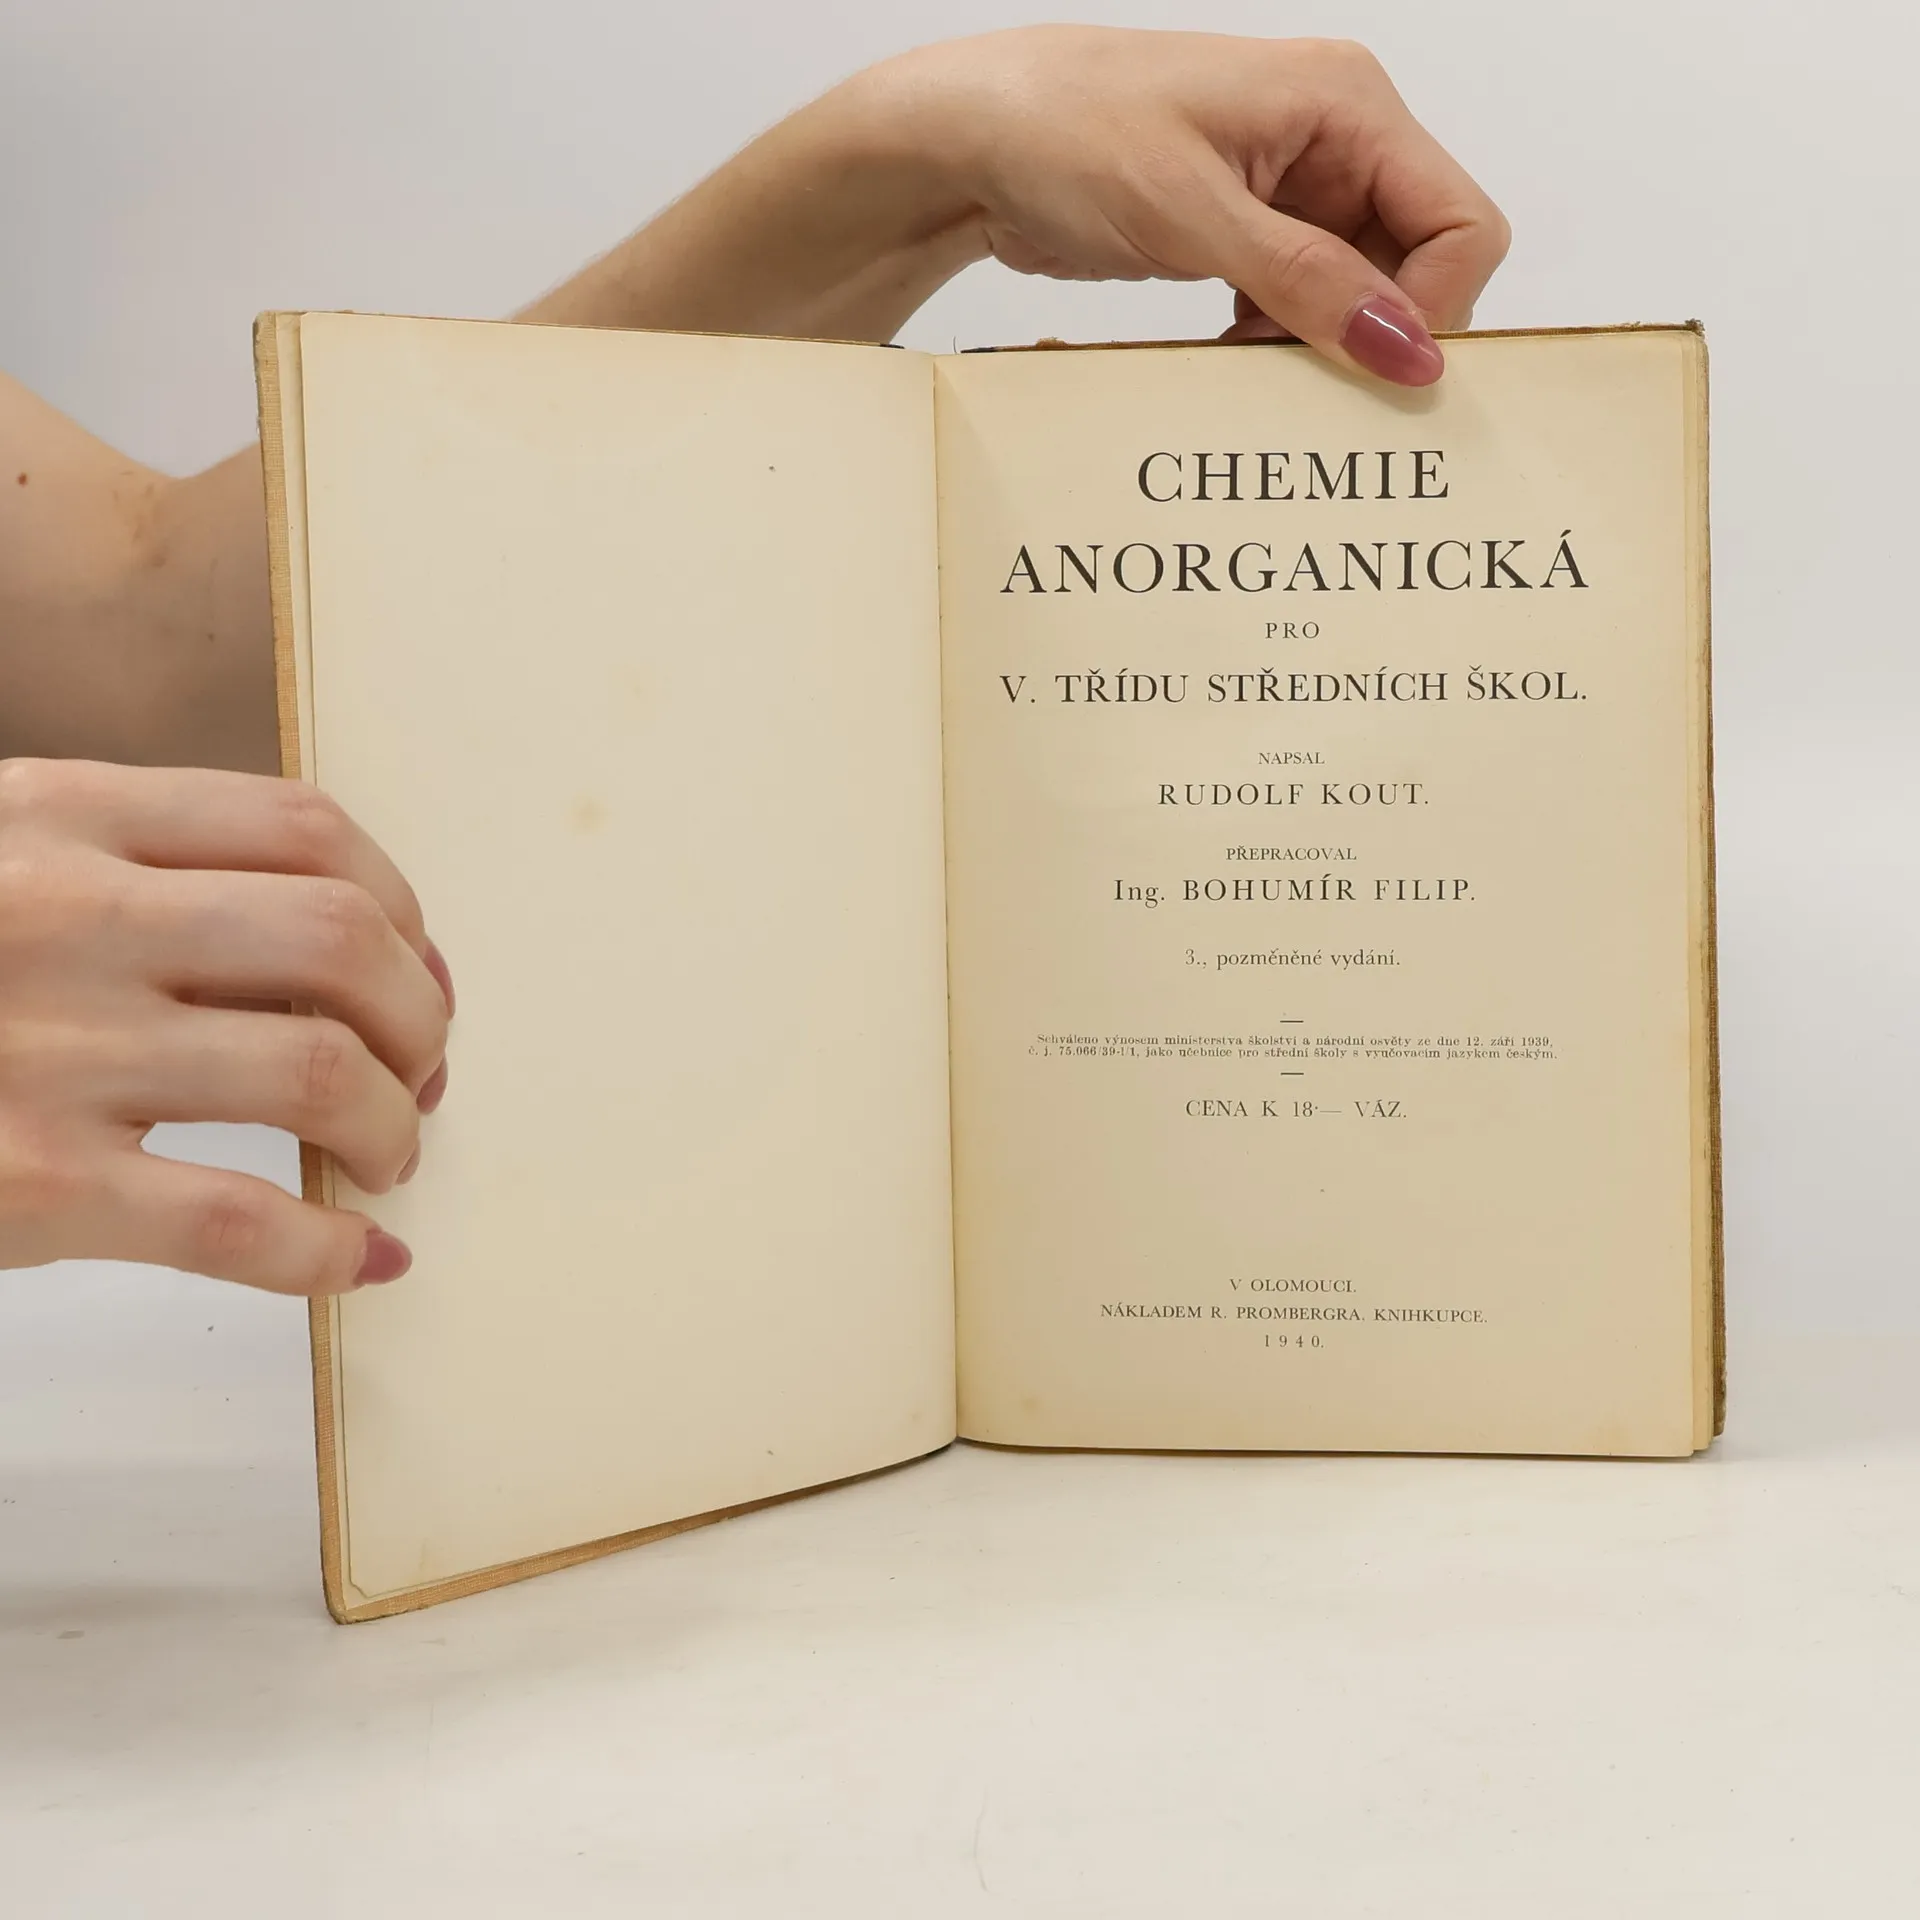 CHEMIE
ANORGANICKÁ
PRO
V. TŘÍDU STŘEDNÍCH ŠKOL.
NAPSAL
RUDOLF KOUT.
PŘEPRACOVAL
Ing. BOHUMÍR FILIP.
3., pozměněné vydání.
Schváleno výnosem ministerstva školství a národní osvěty ze dne 12. září 1939,
č. j. 75.066/39-I/1, jako učebnice pro střední školy s vyučovacím jazykem českým.
CENA K 18·— VÁZ.
V OLOMOUCI.
NÁKLADEM R. PROMBERGRA, KNIHKUPCE.
1940.